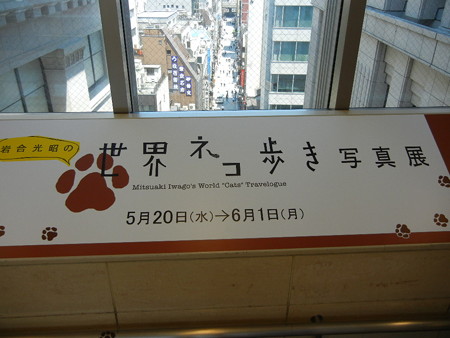 岩合光昭の
世界ネコ歩き写真展
Mitsuaki Iwago's World "Cats" Travelogue
5月20日(水)→6月1日(月)